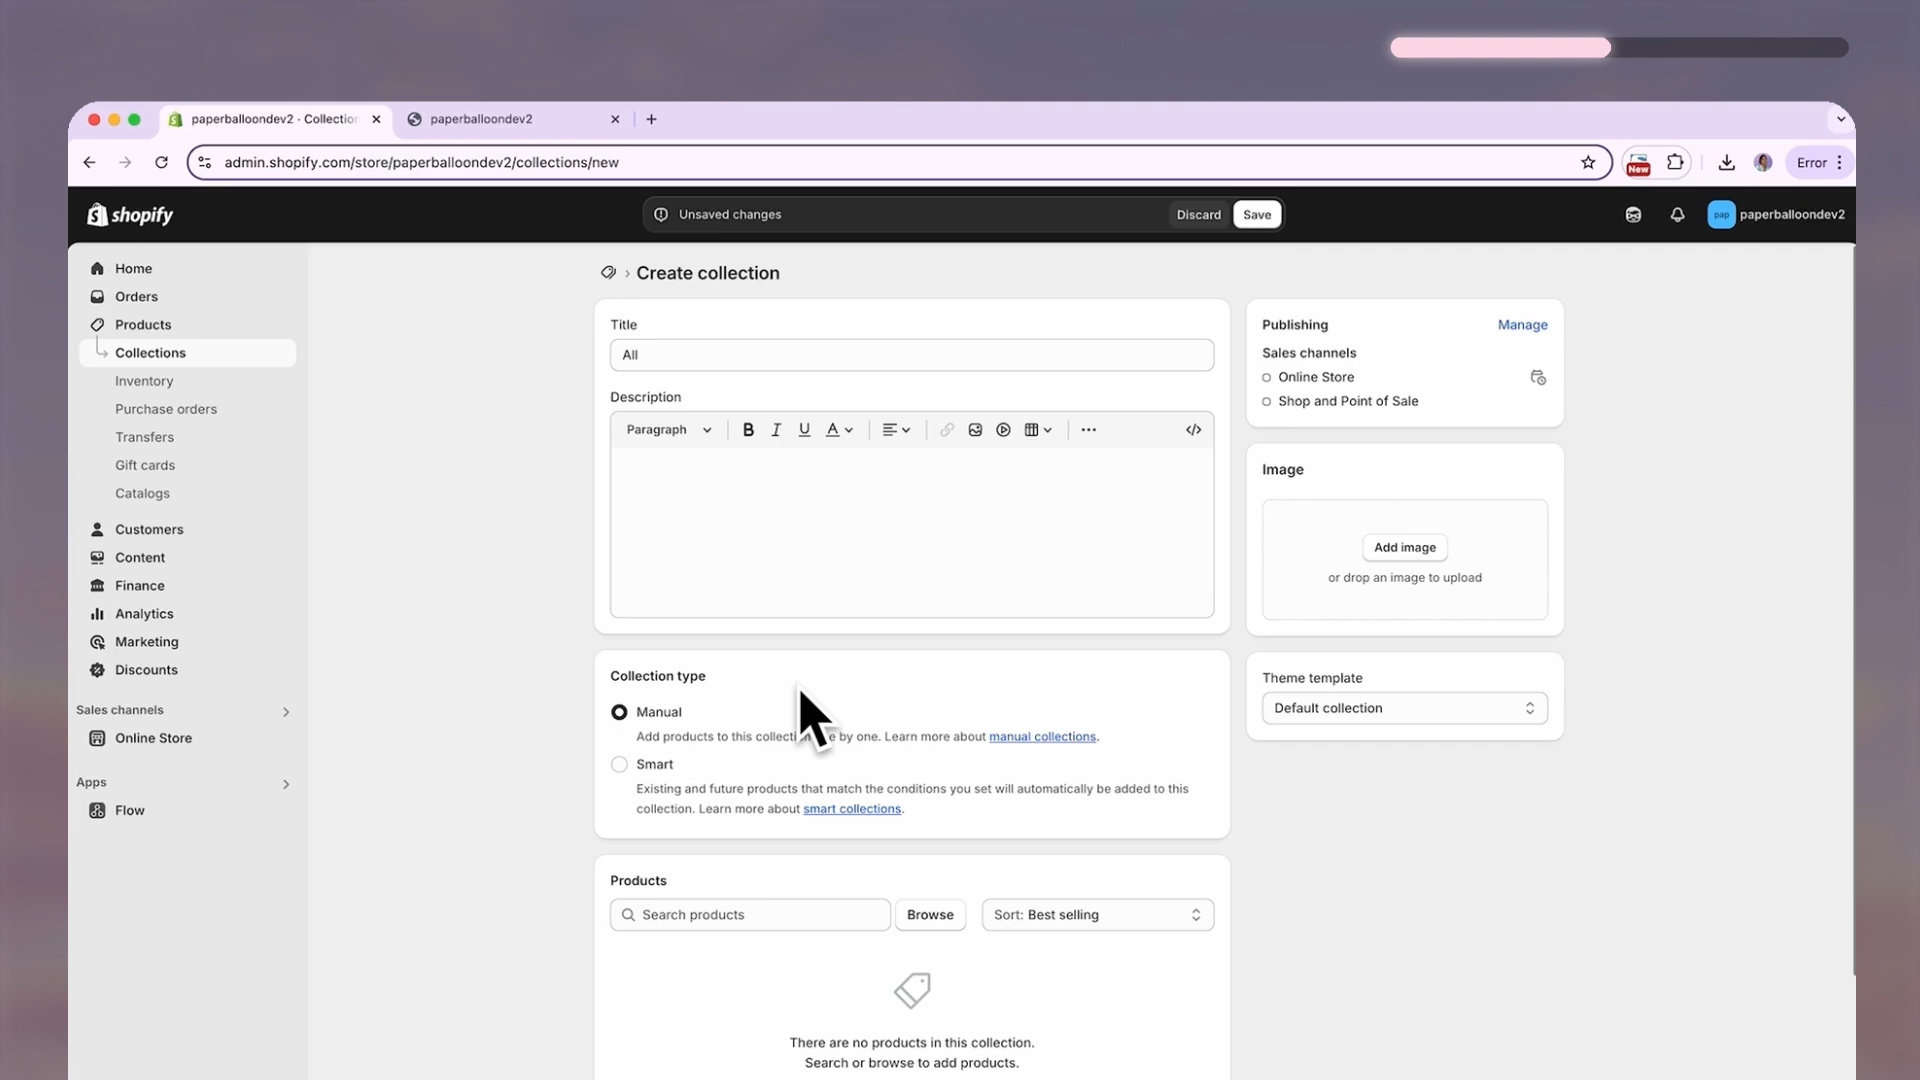 paperballoondev2 · Collection
paperballoondev2
admin.shopify.com/store/paperballoondev2/collections/new
New
Error
shopify
Unsaved changes
Discard
Save
pap
paperballoondev2
Home
Orders
Products
Collections
Inventory
Purchase orders
Transfers
Gift cards
Catalogs
Customers
Content
Finance
Analytics
Marketing
Discounts
Sales channels
Online Store
Apps
Flow
Create collection
Title
All
Description
Paragraph
Collection type
Manual
Add products to this collecti e by one. Learn more about manual collections.
Smart
Existing and future products that match the conditions you set will automatically be added to this
collection. Learn more about smart collections.
Products
Search products
Browse
Sort: Best selling
There are no products in this collection.
Search or browse to add products.
Publishing
Manage
Sales channels
Online Store
Shop and Point of Sale
Image
Add image
or drop an image to upload
Theme template
Default collection